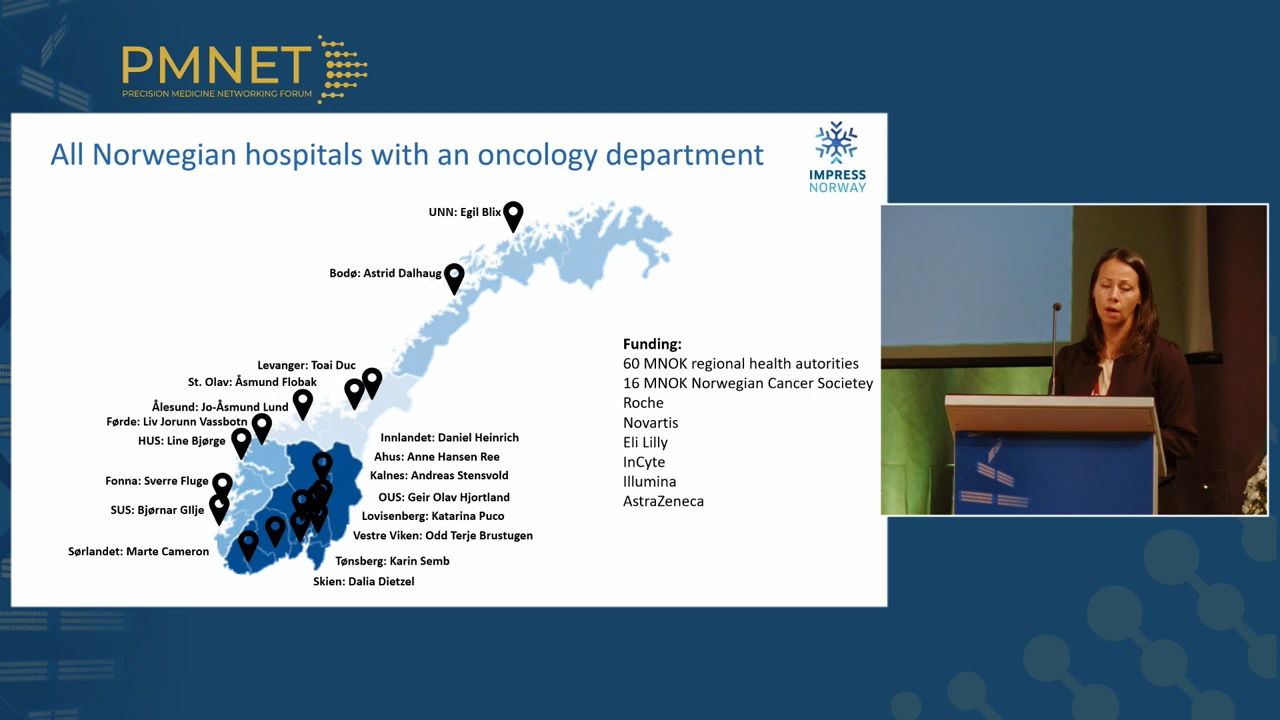 PMNET
PRECISION MEDICINE NETWORKING FORUM
All Norwegian hospitals with an oncology department
IMPRESS
NORWAY
UNN: Egil Blix
Bodø: Astrid Dalhaug
Levanger: Toai Duc
St. Olav: Åsmund Flobak
Ålesund: Jo-Åsmund Lund
Førde: Liv Jorunn Vassbotn
HUS: Line Bjørge
Fonna: Sverre Fluge
SUS: Bjørnar GIlje
Sørlandet: Marte Cameron
Innlandet: Daniel Heinrich
Ahus: Anne Hansen Ree
Kalnes: Andreas Stensvold
OUS: Geir Olav Hjortland
Lovisenberg: Katarina Puco
Vestre Viken: Odd Terje Brustugen
Tønsberg: Karin Semb
Skien: Dalia Dietzel
Funding:
60 MNOK regional health autorities
16 MNOK Norwegian Cancer Societey
Roche
Novartis
Eli Lilly
InCyte
Illumina
AstraZeneca